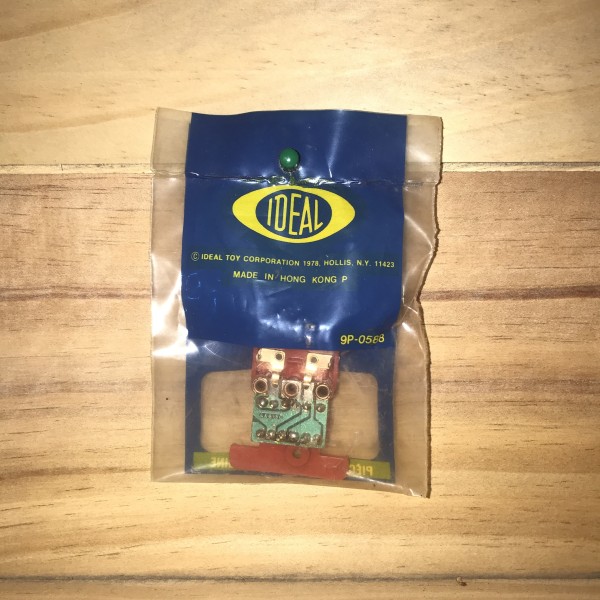 IDEAL
© IDEAL TOY CORPORATION 1978, HOLLIS, N.Y. 11423
MADE IN HONG KONG P
9P-0568